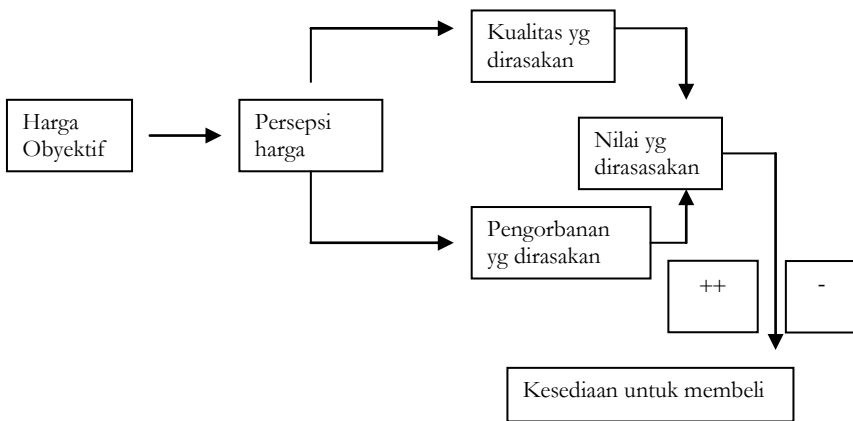 Kualitas yg
dirasakan
Harga
Obyektif
Persepsi
harga
Nilai yg
dirasasakan
Pengorbanan
yg dirasakan
++
-
Kesediaan untuk membeli